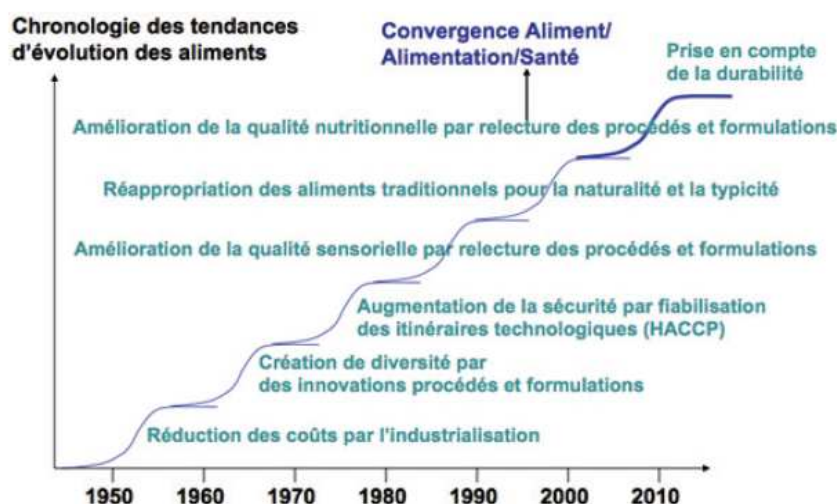 Chronologie des tendances
d'évolution des aliments
Convergence Aliment/
Alimentation/Santé
Prise en compte
de la durabilité
Amélioration de la qualité nutritionnelle par relecture des procédés et formulations
Réappropriation des aliments traditionnels pour la naturalité et la typicité
Amélioration de la qualité sensorielle par relecture des procédés et formulations
Augmentation de la sécurité par fiabilisation
des itinéraires technologiques (HACCP)
Création de diversité par
des innovations procédés et formulations
Réduction des coûts par l'industrialisation
1950 1960 1970 1980 1990 2000 2010